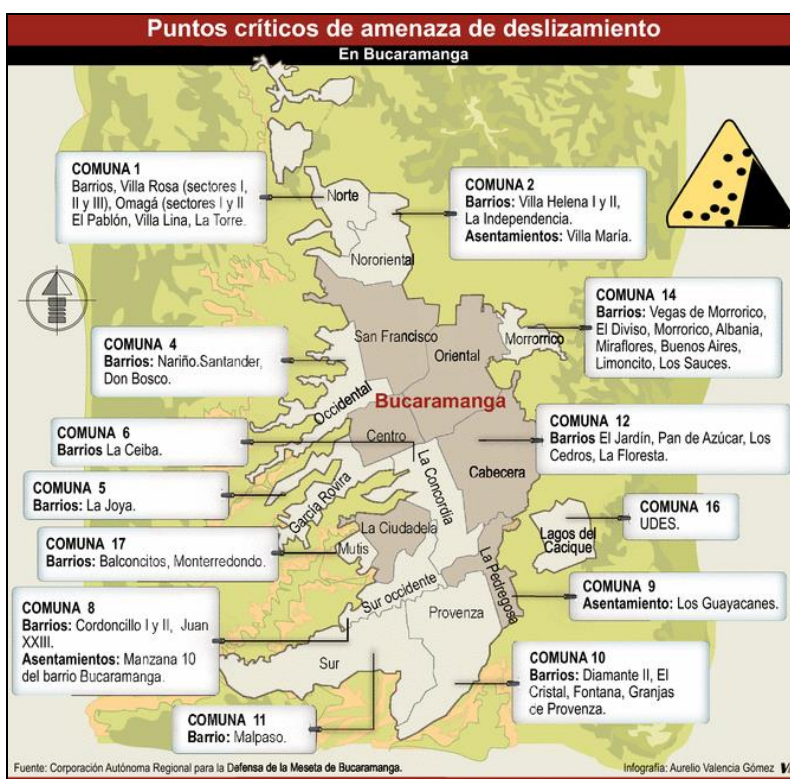 Puntos críticos de amenaza de deslizamiento
En Bucaramanga
COMUNA 1
Barrios, Villa Rosa (sectores I,
II y III), Omagá (sectores I y II
El Pablón, Villa Lina, La Torre.
COMUNA 2
Barrios: Villa Helena I y II,
La Independencia.
Asentamientos: Villa María.
Norte
Nororiental
COMUNA 14
Barrios: Vegas de Morrorico,
El Diviso, Morrorico, Albania,
Miraflores, Buenos Aires,
Limoncito, Los Sauces.
San Francisco
Oriental
Morrorico
COMUNA 4
Barrios: Nariño.Santander,
Don Bosco.
Occidental
Bucaramanga
COMUNA 6
Barrios La Ceiba.
Centro
La Concordia
Cabecera
COMUNA 12
Barrios El Jardín, Pan de Azúcar, Los
Cedros, La Floresta.
COMUNA 5
Barrios: La Joya.
García Rovira
COMUNA 16
UDES.
Lagos del
Cacique
La Ciudadela
COMUNA 17
Barrios: Balconcitos, Monterredondo.
Mutis
La Pedregosa
COMUNA 9
Asentamiento: Los Guayacanes.
Sur occidente
Provenza
COMUNA 8
Barrios: Cordoncillo I y II, Juan
XXIII.
Asentamientos: Manzana 10
del barrio Bucaramanga.
Sur
COMUNA 10
Barrios: Diamante II, El
Cristal, Fontana, Granjas
de Provenza.
COMUNA 11
Barrio: Malpaso.
Fuente: Corporación Autónoma Regional para la Defensa de la Meseta de Bucaramanga.
Infografía: Aurelio Valencia Gómez